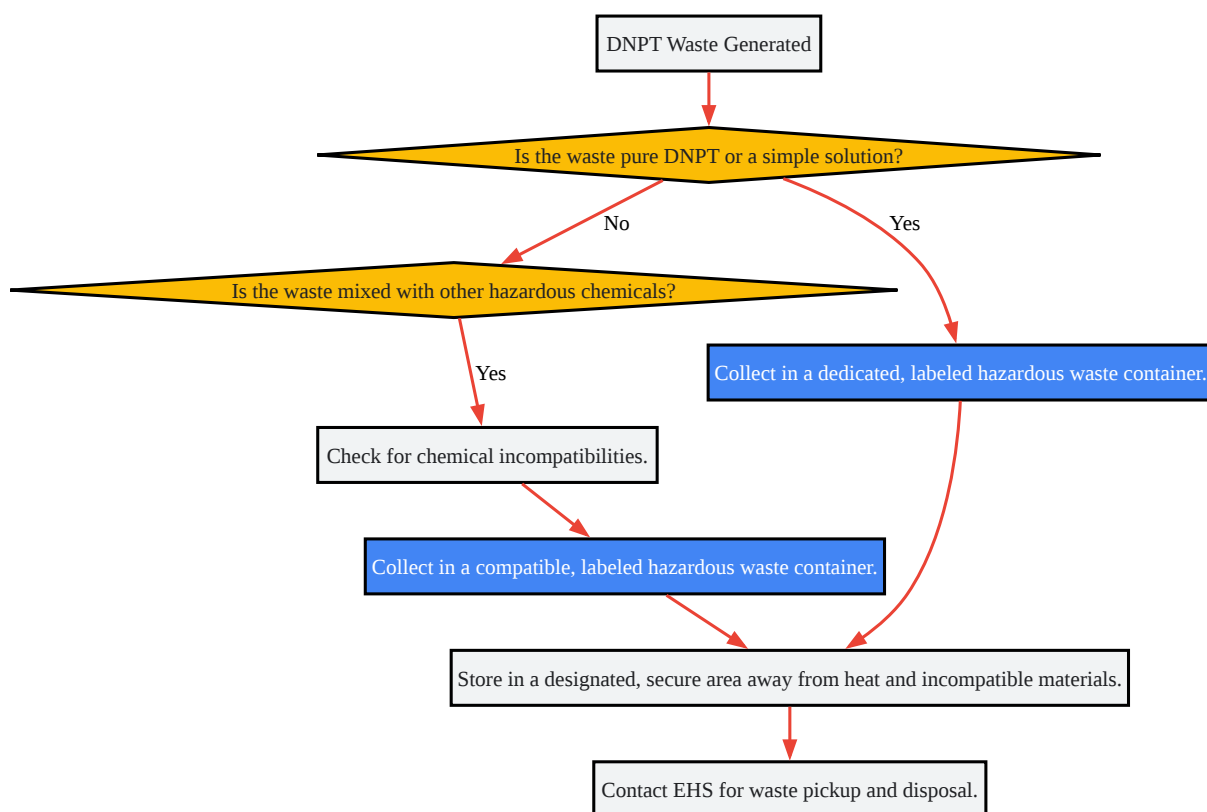 DNPT Waste Generated
Is the waste pure DNPT or a simple solution?
No
Yes
Is the waste mixed with other hazardous chemicals?
Yes
Collect in a dedicated, labeled hazardous waste container.
Check for chemical incompatibilities.
Collect in a compatible, labeled hazardous waste container.
Store in a designated, secure area away from heat and incompatible materials.
Contact EHS for waste pickup and disposal.